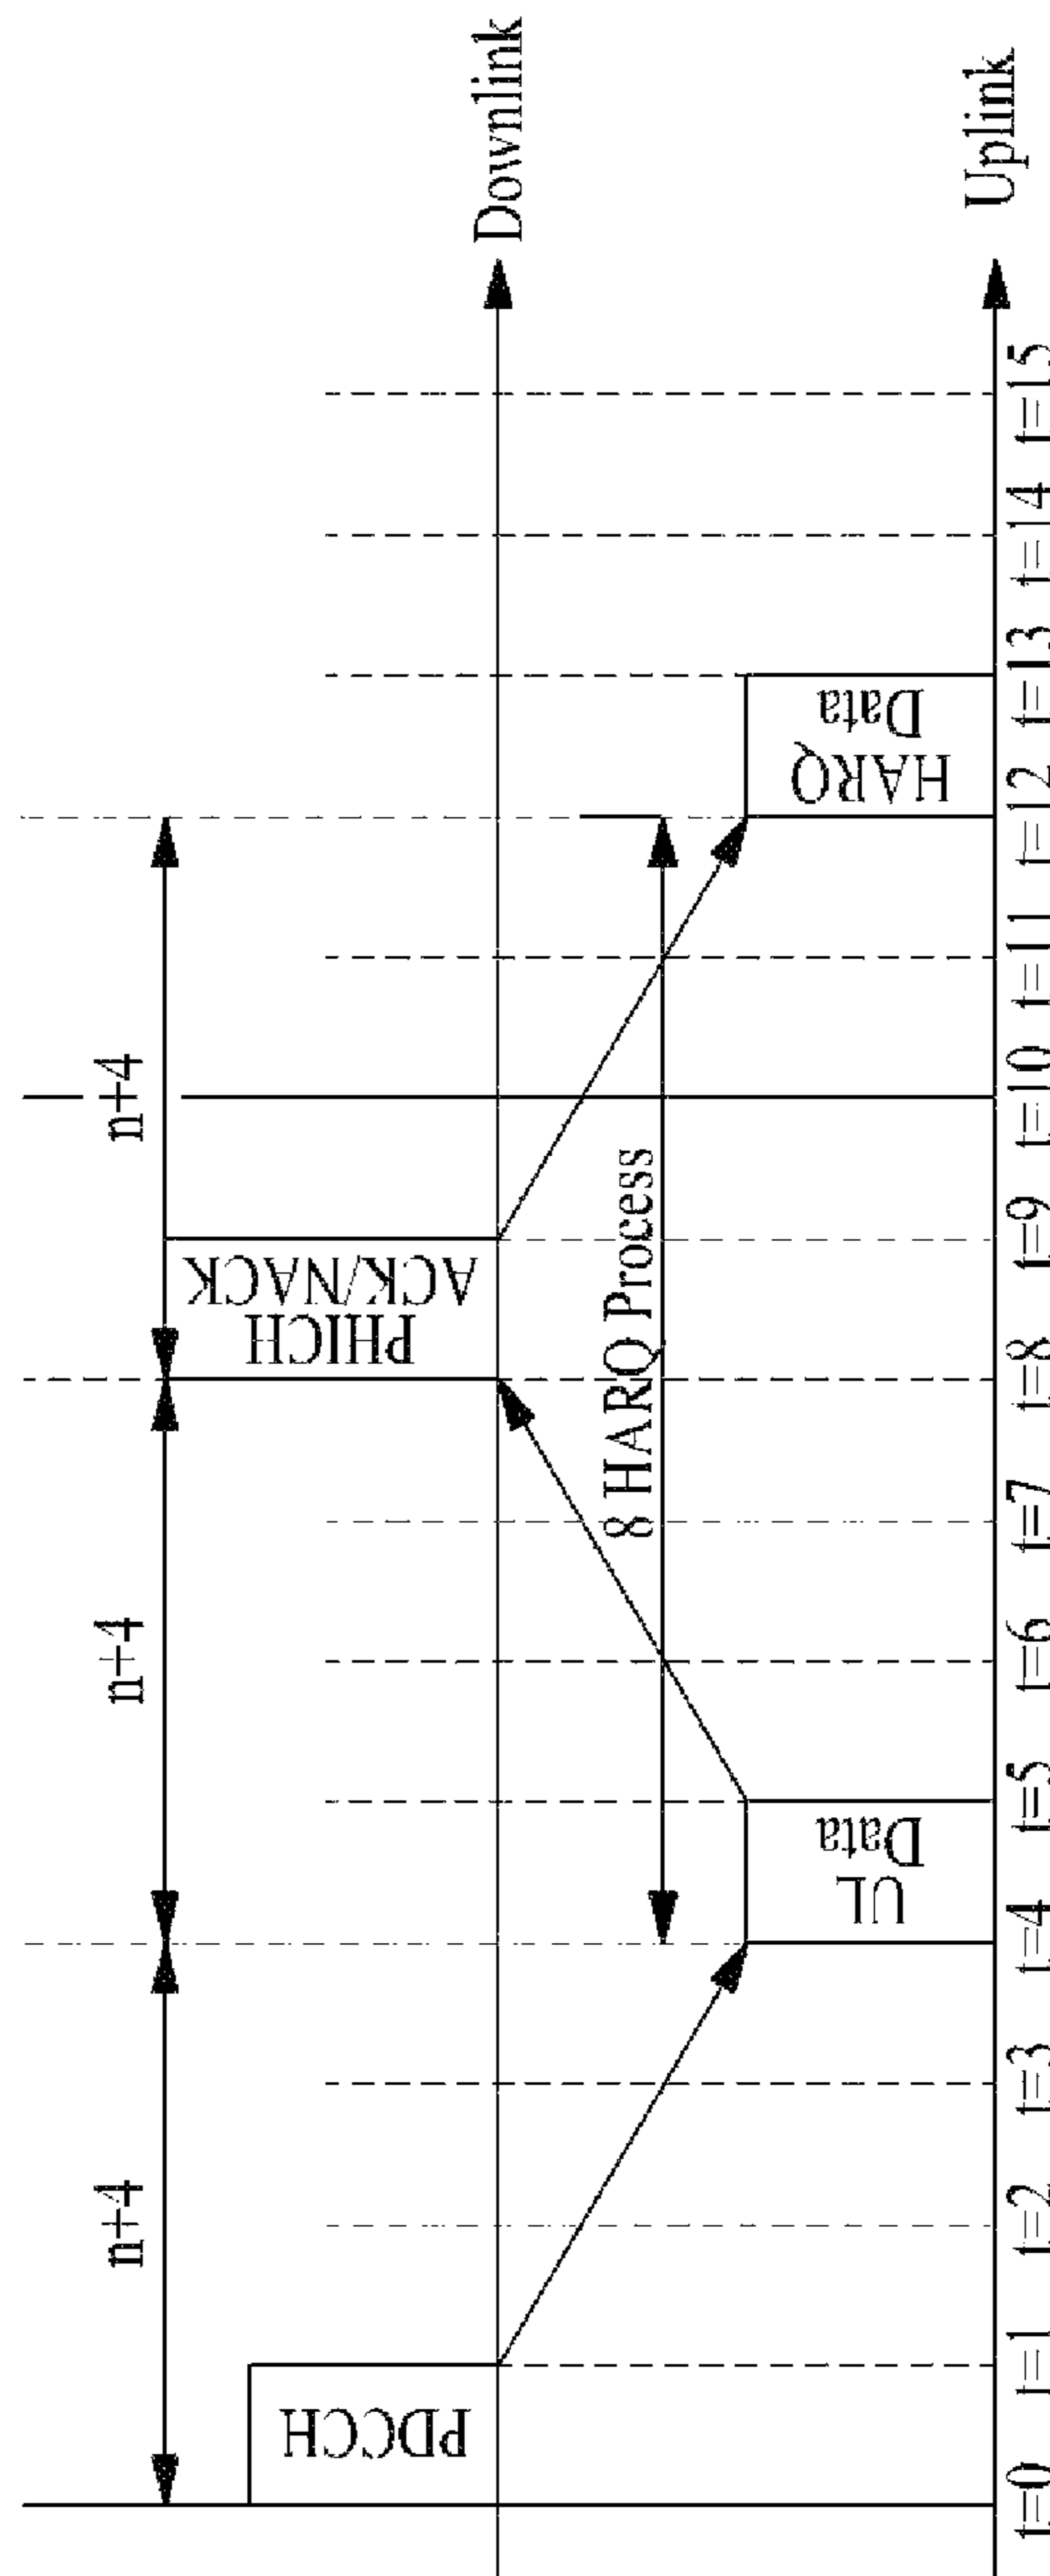 n+4
n+4
n+4
PDCCH
PHICH
ACK/NACK
Downlink
8 HARQ Process
UL
Data
HARQ
Data
Uplink
t=0
t=1
t=2
t=3
t=4
t=5
t=6
t=7
t=8
t=9
t=10
t=11
t=12
t=13
t=14
t=15